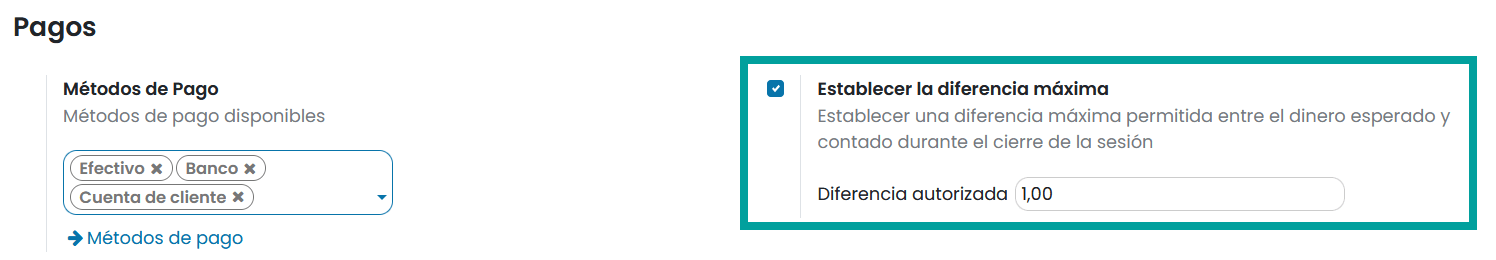 Pagos
Métodos de Pago
Métodos de pago disponibles
Efectivo ✖ Banco ✖
Cuenta de cliente ✖
Métodos de pago
Establecer la diferencia máxima
Establecer una diferencia máxima permitida entre el dinero esperado y
contado durante el cierre de la sesión
Diferencia autorizada 1,00